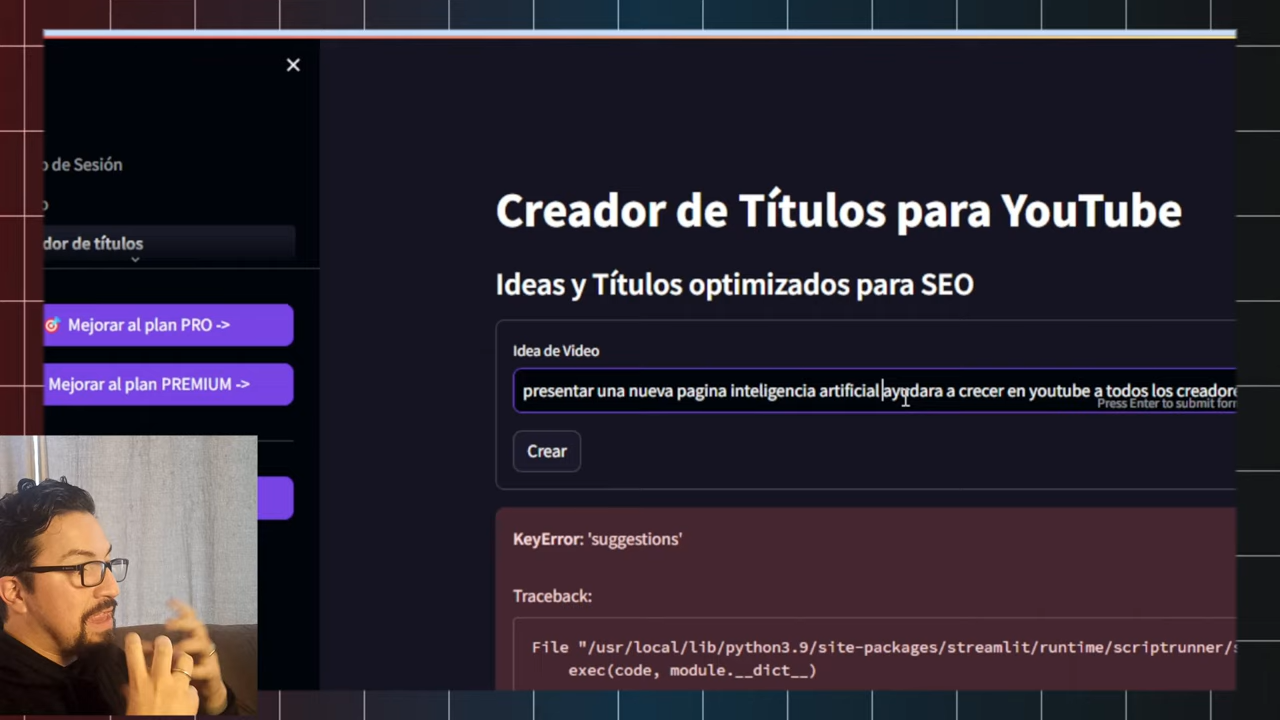 o de Sesión
o
dor de títulos
Mejorar al plan PRO ->
Mejorar al plan PREMIUM ->
Creador de Títulos para YouTube
Ideas y Títulos optimizados para SEO
Idea de Video
presentar una nueva pagina inteligencia artificial ayudara a crecer en youtube a todos los creadore
Press Enter to submit for
Crear
KeyError: 'suggestions'
Traceback:
File "/usr/local/lib/python3.9/site-packages/streamlit/runtime/scriptrunner/
exec(code, module.__dict__)